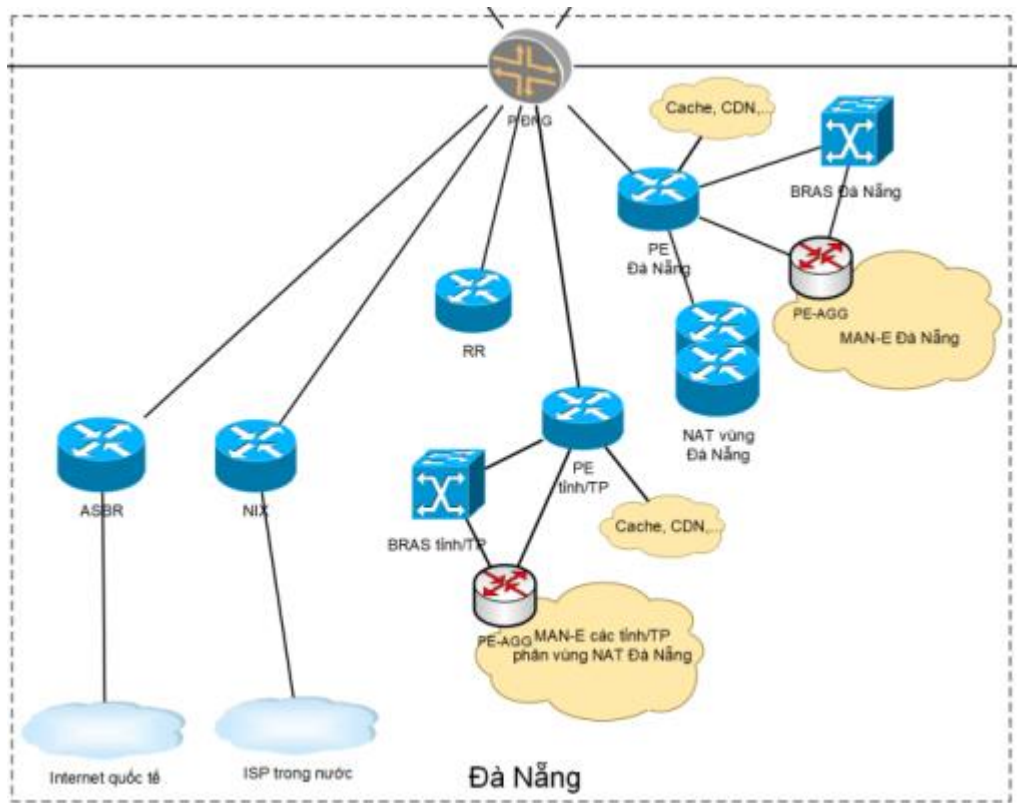 P ĐNG
Cache, CDN,...
BRAS Đà Nẵng
PE
Đà Nẵng
PE-AGG
MAN-E Đà Nẵng
RR
NAT vùng
Đà Nẵng
PE
tỉnh/TP
ASBR
NIX
Cache, CDN,...
BRAS tỉnh/TP
PE-AGG
MAN-E các tỉnh/TP
phân vùng NAT Đà Nẵng
Internet quốc tế
ISP trong nước
Đà Nẵng